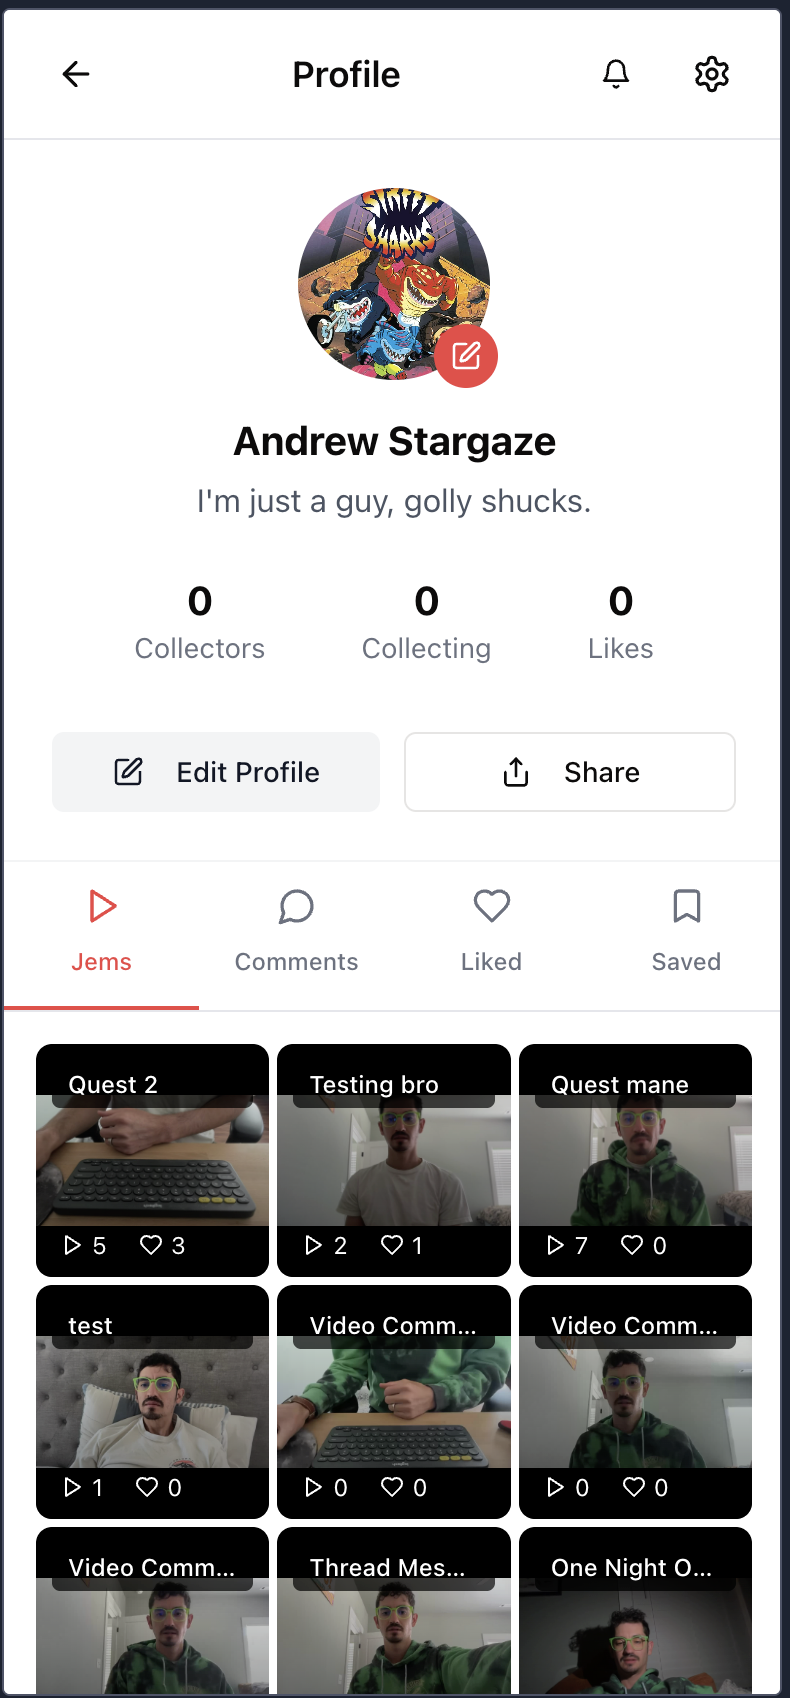 Profile
STREET
SHARKS
Andrew Stargaze
I'm just a guy, golly shucks.
0 0 0
Collectors Collecting Likes
Edit Profile Share
Jems Comments Liked Saved
Quest 2 Testing bro Quest mane
5 3 2 1 7 0
test Video Comm... Video Comm...
1 0 0 0 0 0
Video Comm... Thread Mes... One Night O...